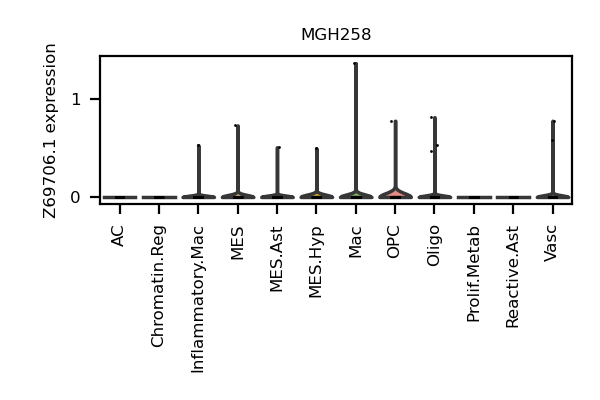 MGH258
Z69706.1 expression
1
0
AC
Chromatin.Reg
Inflammatory.Mac
MES
MES.Ast
MES.Hyp
Mac
OPC
Oligo
Prolif.Metab
Reactive.Ast
Vasc